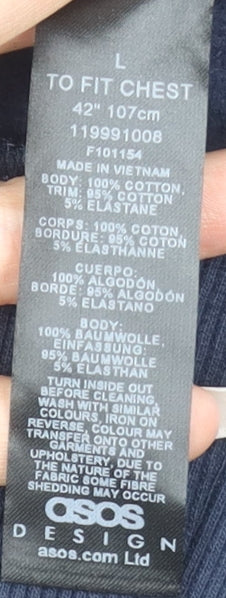 L
TO FIT CHEST
42" 107cm
119991008
F101154
MADE IN VIETNAM
BODY: 100% COTTON,
TRIM: 95% COTTON
5% ELASTANE
CORPS: 100% COTON,
BORDURE: 95% COTON
5% ELASTHANNE
CUERPO:
100% ALGODÓN,
BORDE: 95% ALGODÓN
5% ELASTANO
BODY:
100% BAUMWOLLE,
EINFASSUNG:
95% BAUMWOLLE
5% ELASTHAN
TURN INSIDE OUT
BEFORE CLEANING,
WASH WITH SIMILAR
COLOURS, IRON ON
REVERSE, COLOUR MAY
TRANSFER ONTO OTHER
GARMENTS AND
UPHOLSTERY, DUE TO
THE NATURE OF THE
FABRIC SOME FIBRE
SHEDDING MAY OCCUR
asos
DESIGN
asos.com Ltd